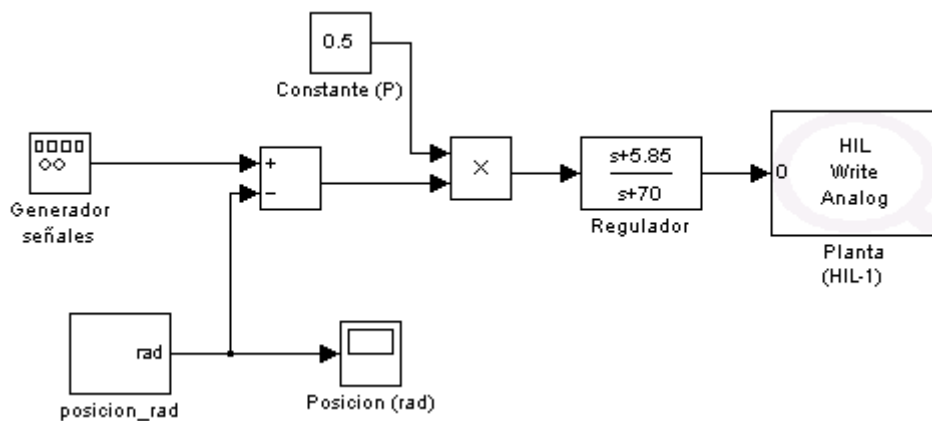 0.5
Constante (P)
+
−
Generador
señales
×
s+5.85
s+70
Regulador
0
HIL
Write
Analog
Planta
(HIL-1)
rad
posicion_rad
Posicion (rad)